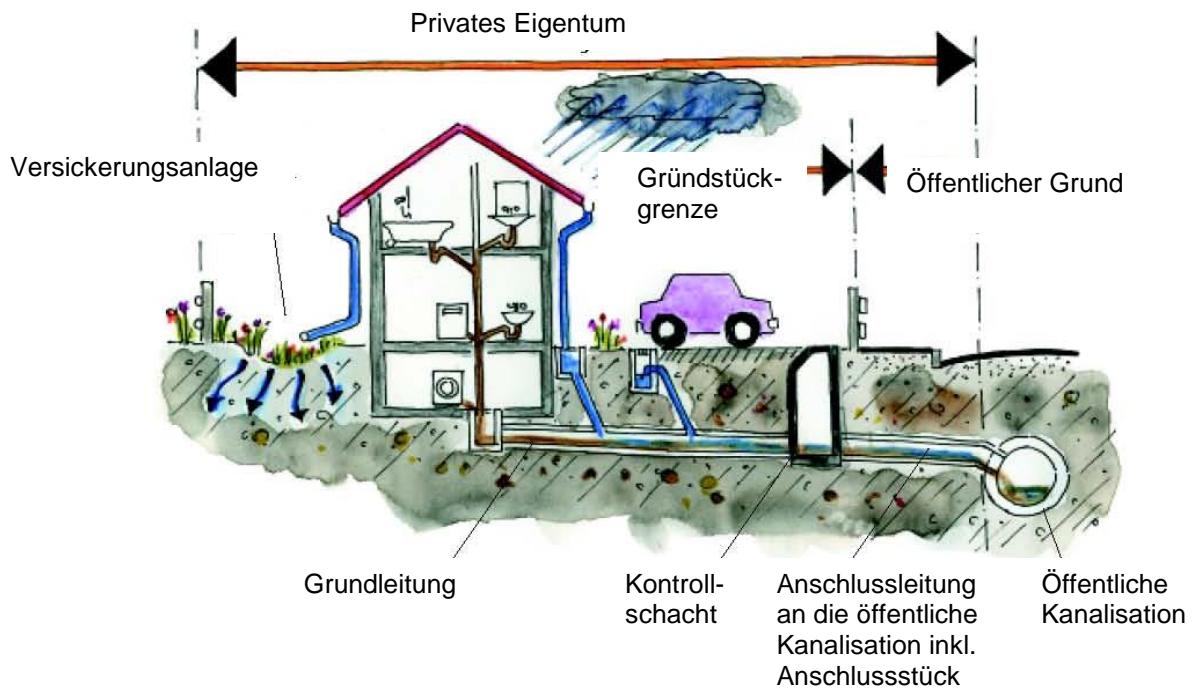 Privates Eigentum
Versickerungsanlage
Gründstück-
grenze
Öffentlicher Grund
Grundleitung
Kontroll-
schacht
Anschlussleitung
an die öffentliche
Kanalisation inkl.
Anschlussstück
Öffentliche
Kanalisation